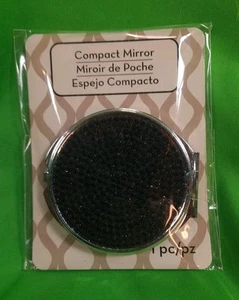 Compact Mirror
Miroir de Poche
Espejo Compacto
1 pc/pz